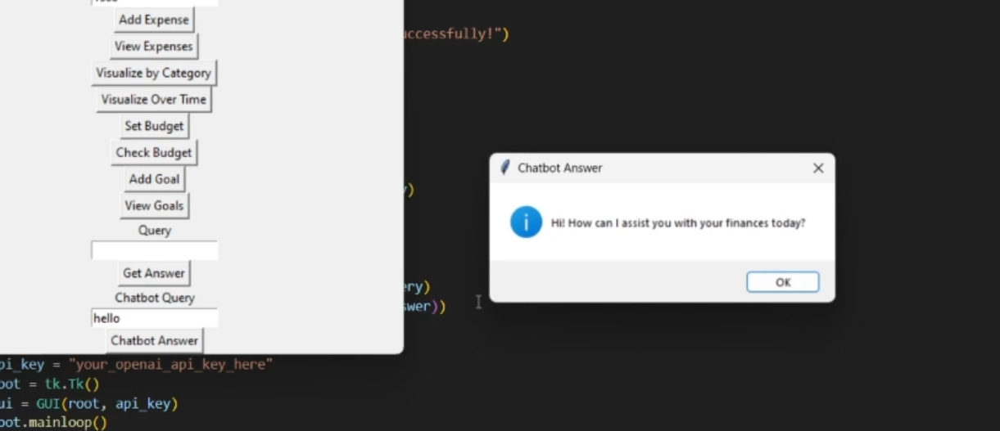 Add Expense
View Expenses
Visualize by Category
Visualize Over Time
Set Budget
Check Budget
Add Goal
View Goals
Query
Get Answer
Chatbot Query
hello
Chatbot Answer
uccessfully!")
)
ery)
swer))
pi_key = "your_openai_api_key_here"
oot = tk.Tk()
ui = GUI(root, api_key)
oot.mainloop()
Chatbot Answer
Hi! How can I assist you with your finances today?
OK